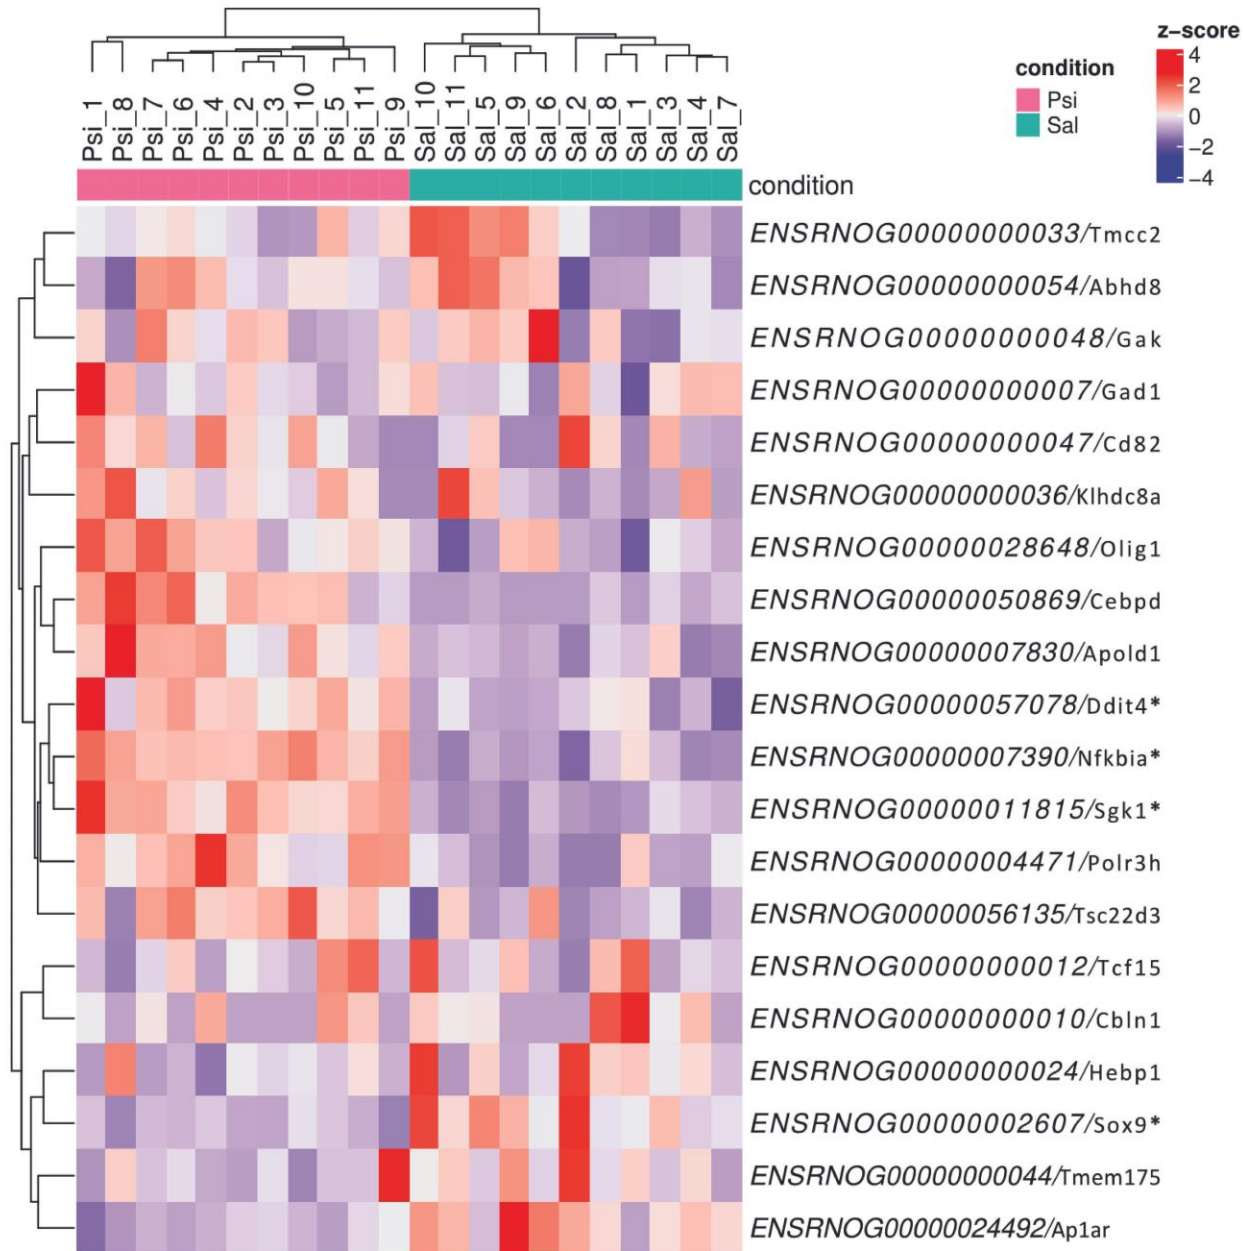 z-score
condition
Psi
Sal
4
2
0
−2
−4
Psi_1
Psi_8
Psi_7
Psi_6
Psi_4
Psi_2
Psi_3
Psi_10
Psi_5
Psi_11
Psi_9
Sal_10
Sal_11
Sal_5
Sal_9
Sal_6
Sal_2
Sal_8
Sal_1
Sal_3
Sal_4
Sal_7
condition
ENSRNOG00000000033/Tmcc2
ENSRNOG00000000054/Abhd8
ENSRNOG00000000048/Gak
ENSRNOG00000000007/Gad1
ENSRNOG00000000047/Cd82
ENSRNOG00000000036/Klhdc8a
ENSRNOG00000028648/Olig1
ENSRNOG00000050869/Cebpd
ENSRNOG00000007830/Apold1
ENSRNOG00000057078/Ddit4*
ENSRNOG00000007390/Nfkbia*
ENSRNOG00000011815/Sgk1*
ENSRNOG00000004471/Polr3h
ENSRNOG00000056135/Tsc22d3
ENSRNOG00000000012/Tcf15
ENSRNOG00000000010/Cbln1
ENSRNOG00000000024/Hebp1
ENSRNOG00000002607/Sox9*
ENSRNOG00000000044/Tmem175
ENSRNOG00000024492/Ap1ar